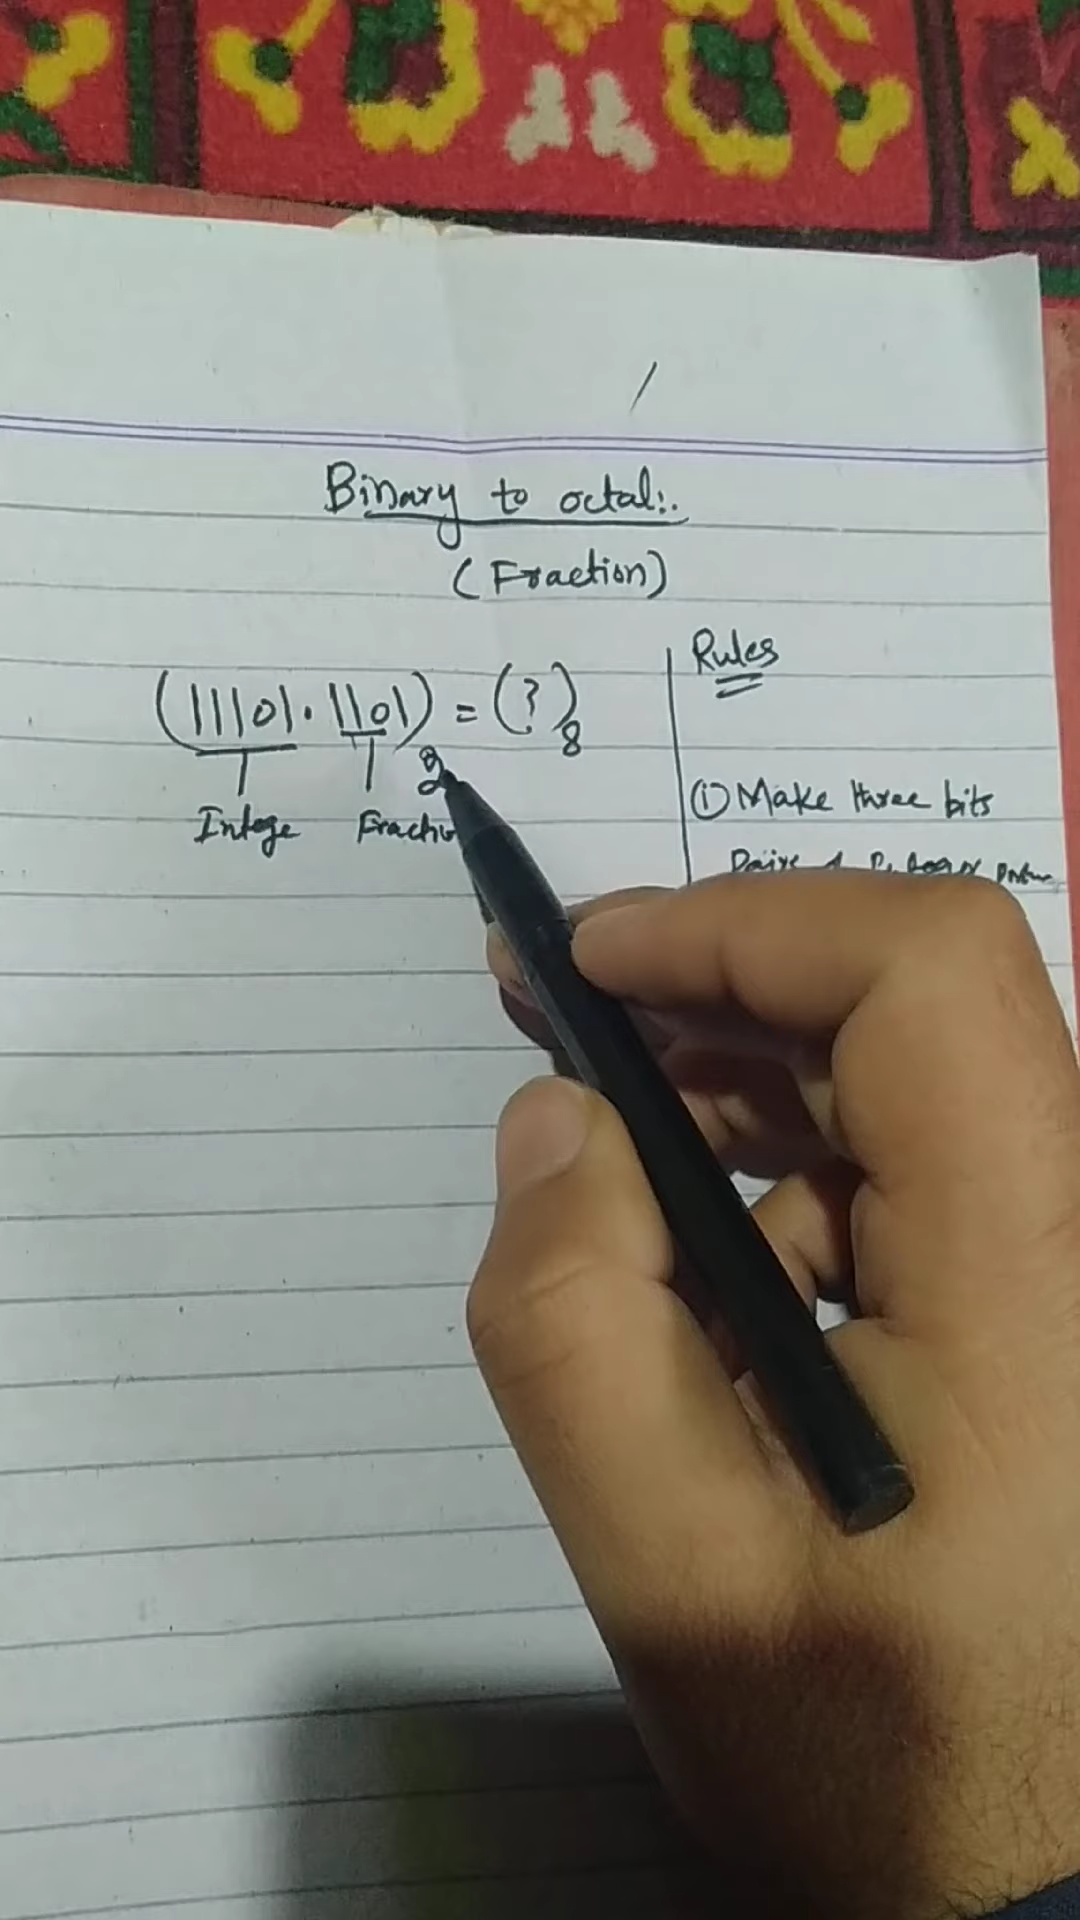 Binary to octal:.
(Fraction)
(11101.1101)2 = (?)8
Intege Fractio
Rules
① Make three bits